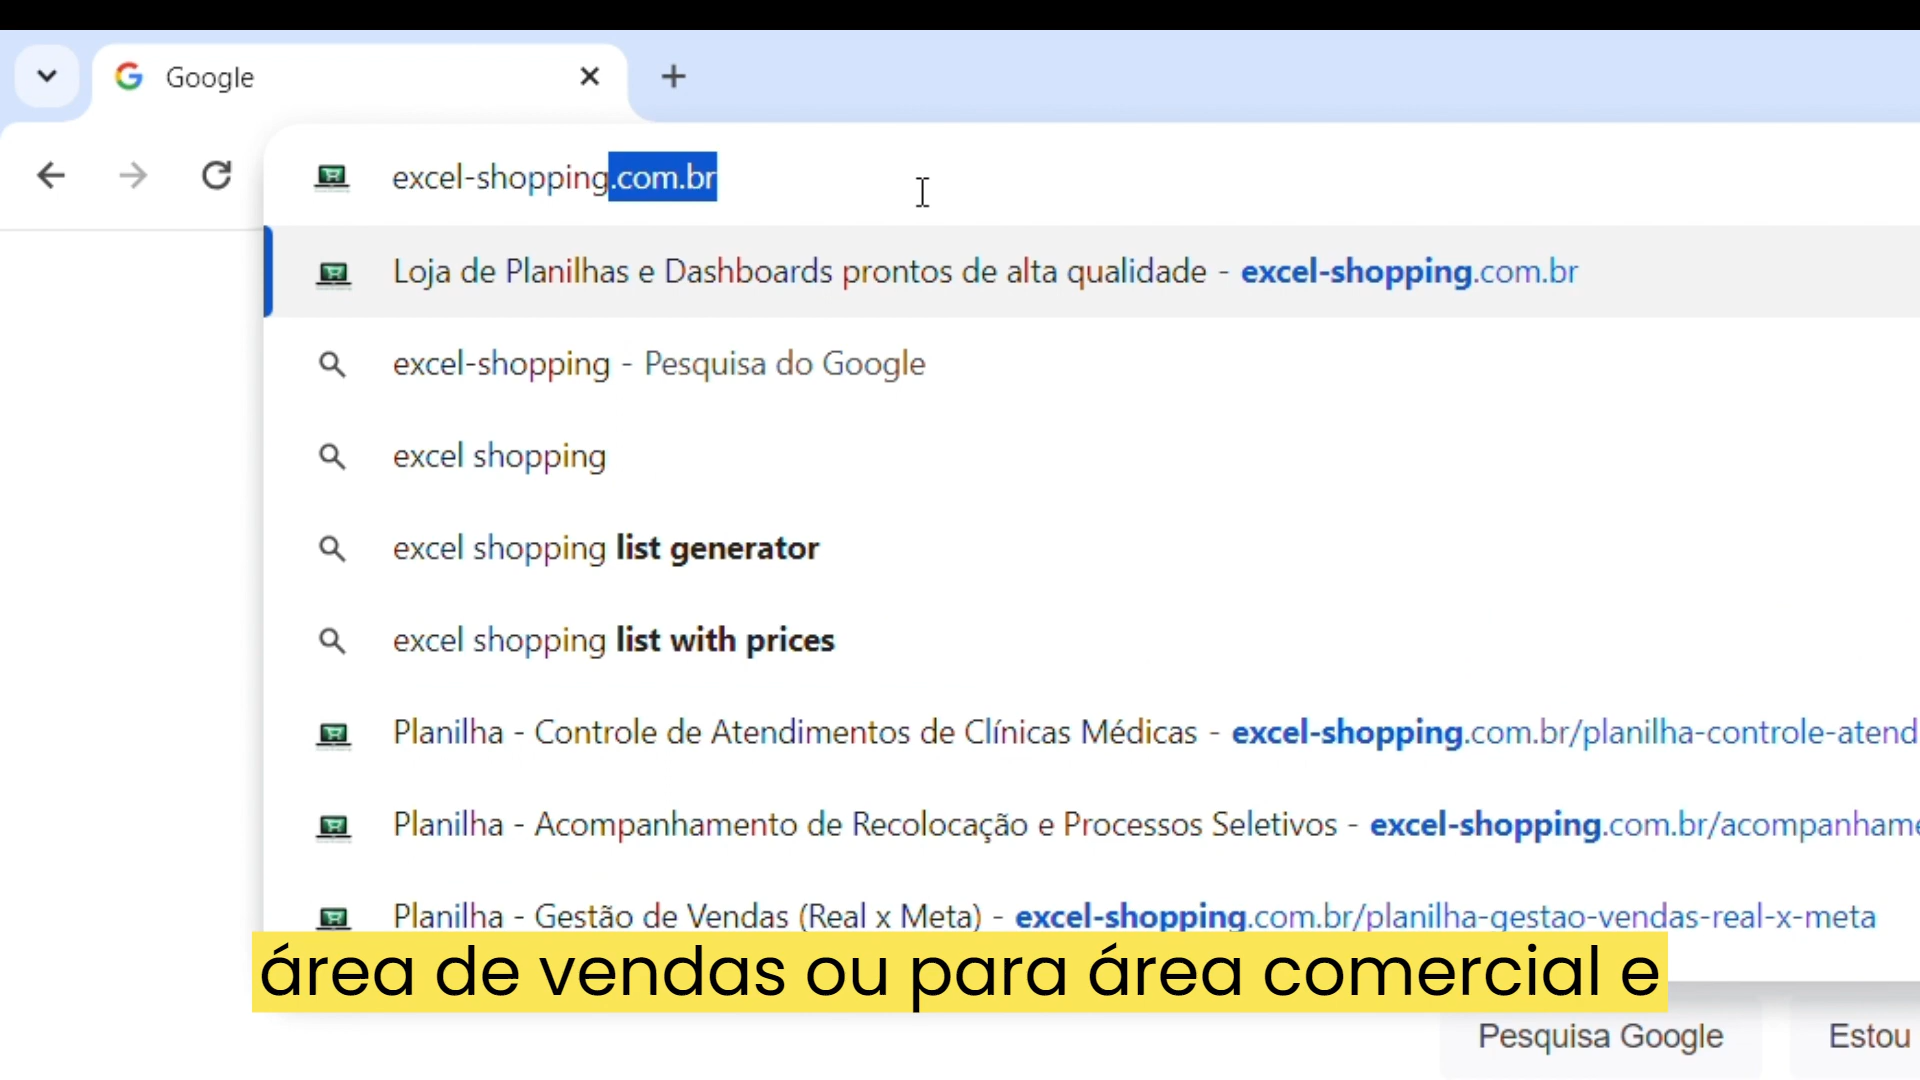 Google
excel-shopping.com.br
Loja de Planilhas e Dashboards prontos de alta qualidade - excel-shopping.com.br
excel-shopping - Pesquisa do Google
excel shopping
excel shopping list generator
excel shopping list with prices
Planilha - Controle de Atendimentos de Clínicas Médicas - excel-shopping.com.br/planilha-controle-atend
Planilha - Acompanhamento de Recolocação e Processos Seletivos - excel-shopping.com.br/acompanhame
Planilha - Gestão de Vendas (Real x Meta) - excel-shopping.com.br/planilha-gestao-vendas-real-x-meta
área de vendas ou para área comercial e
Pesquisa Google
Estou